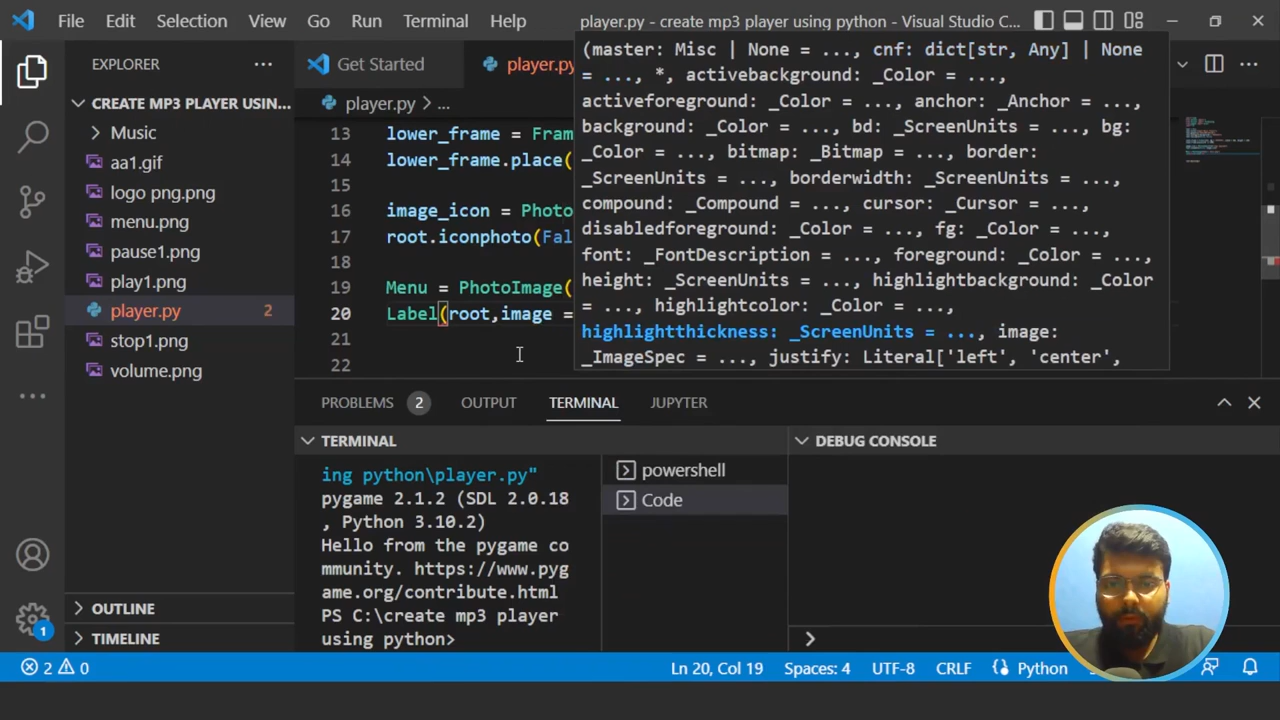 File Edit Selection View Go Run Terminal Help player.py - create mp3 player using python - Visual Studio C...
EXPLORER
CREATE MP3 PLAYER USIN...
Music
aa1.gif
logo png.png
menu.png
pause1.png
play1.png
player.py 2
stop1.png
volume.png
OUTLINE
TIMELINE
Get Started
player.py
player.py > ...
13 lower_frame = Fram
14 lower_frame.place(
15
16 image_icon = Photo
17 root.iconphoto(Fal
18
19 Menu = PhotoImage(
20 Label(root,image =
21
22
(master: Misc | None = ..., cnf: dict[str, Any] | None
= ..., *, activebackground: _Color = ...,
activeforeground: _Color = ..., anchor: _Anchor = ...,
background: _Color = ..., bd: _ScreenUnits = ..., bg:
_Color = ..., bitmap: _Bitmap = ..., border:
_ScreenUnits = ..., borderwidth: _ScreenUnits = ...,
compound: _Compound = ..., cursor: _Cursor = ...,
disabledforeground: _Color = ..., fg: _Color = ...,
font: _FontDescription = ..., foreground: _Color = ...,
height: _ScreenUnits = ..., highlightbackground: _Color
= ..., highlightcolor: _Color = ...,
highlightthickness: _ScreenUnits = ..., image:
_ImageSpec = ..., justify: Literal['left', 'center',
PROBLEMS 2 OUTPUT TERMINAL JUPYTER
TERMINAL
ing python\player.py"
pygame 2.1.2 (SDL 2.0.18
, Python 3.10.2)
Hello from the pygame co
mmunity. https://www.pyg
ame.org/contribute.html
PS C:\create mp3 player
using python>
powershell
Code
DEBUG CONSOLE
1
2 0 Ln 20, Col 19 Spaces: 4 UTF-8 CRLF Python